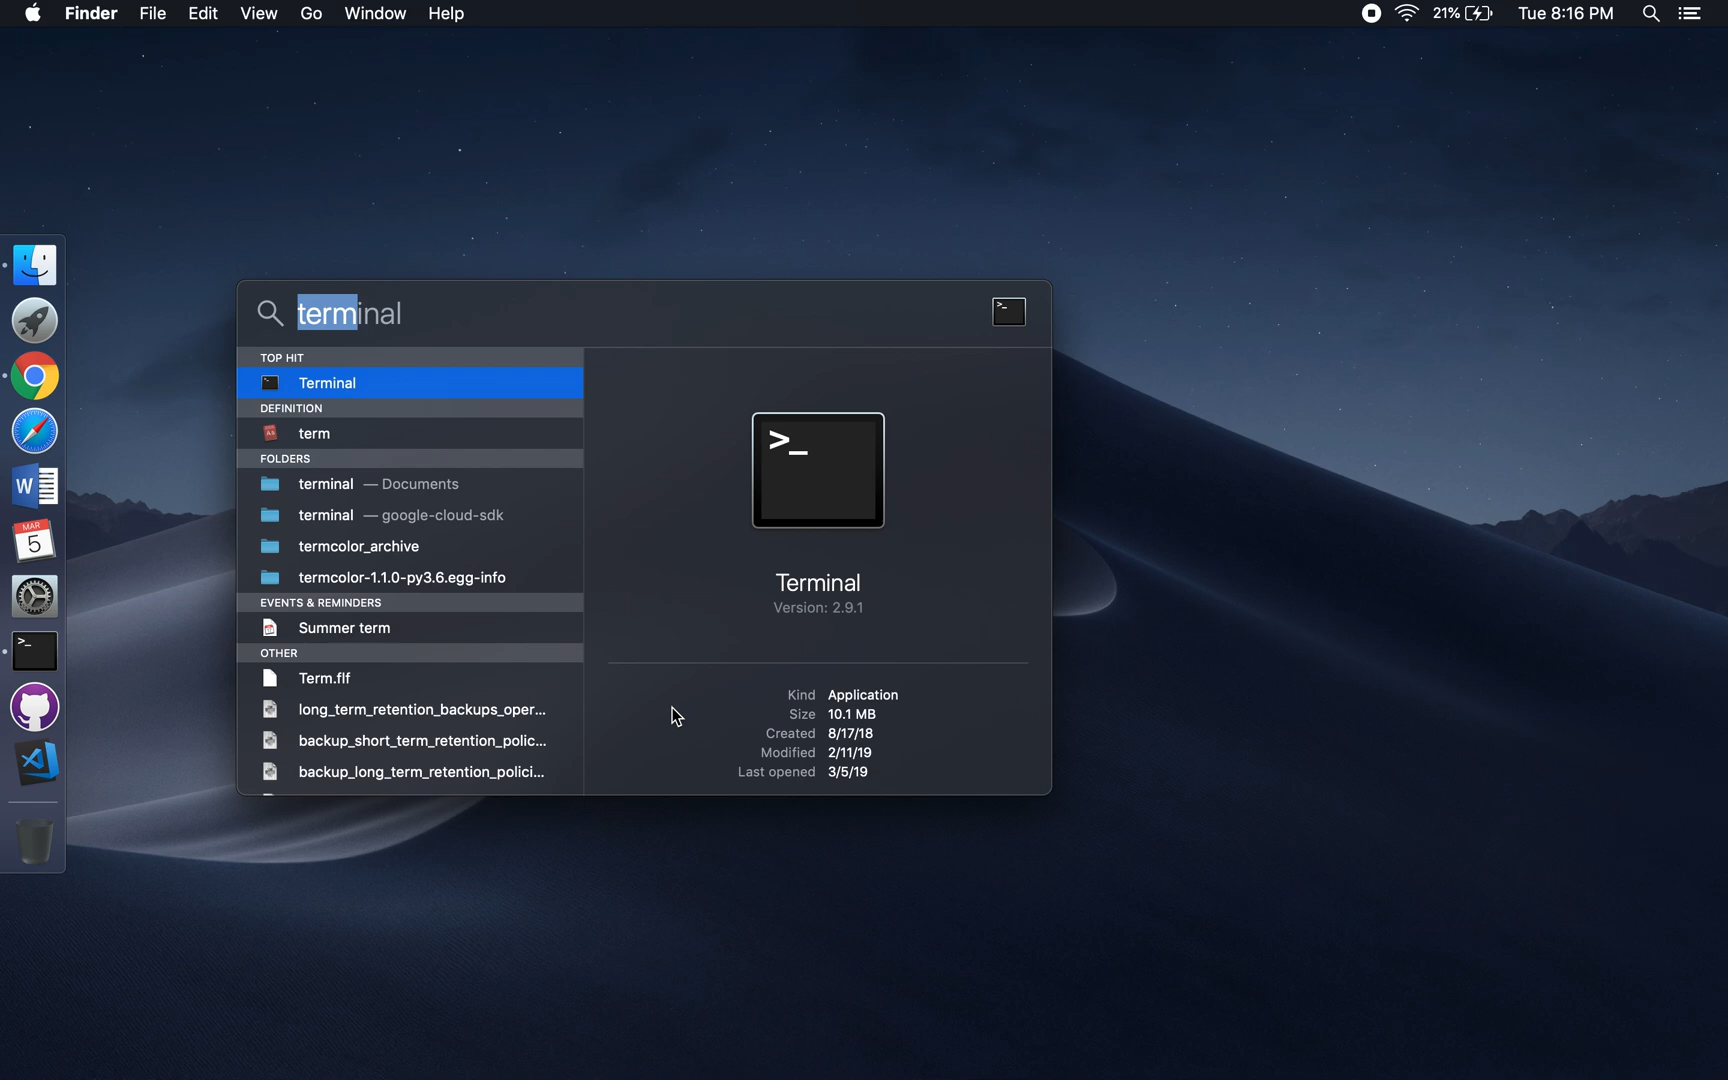 Finder File Edit View Go Window Help 21% Tue 8:16 PM
terminal
TOP HIT
Terminal
DEFINITION
term
FOLDERS
terminal — Documents
terminal — google-cloud-sdk
termcolor_archive
termcolor-1.1.0-py3.6.egg-info
EVENTS & REMINDERS
Summer term
OTHER
Term.flf
long_term_retention_backups_oper...
backup_short_term_retention_polic...
backup_long_term_retention_polici...
>_
Terminal
Version: 2.9.1
Kind Application
Size 10.1 MB
Created 8/17/18
Modified 2/11/19
Last opened 3/5/19
W
MAR
5
>_